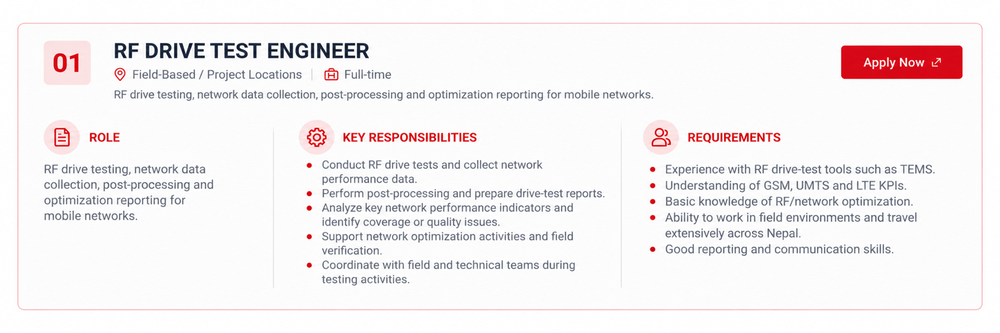 01
RF DRIVE TEST ENGINEER
Field-Based / Project Locations
Full-time
RF drive testing, network data collection, post-processing and optimization reporting for mobile networks.
Apply Now
ROLE
RF drive testing, network data
collection, post-processing and
optimization reporting for
mobile networks.
KEY RESPONSIBILITIES
Conduct RF drive tests and collect network
performance data.
Perform post-processing and prepare drive-test reports.
Analyze key network performance indicators and
identify coverage or quality issues.
Support network optimization activities and field
verification.
Coordinate with field and technical teams during
testing activities.
REQUIREMENTS
Experience with RF drive-test tools such as TEMS.
Understanding of GSM, UMTS and LTE KPIs.
Basic knowledge of RF/network optimization.
Ability to work in field environments and travel
extensively across Nepal.
Good reporting and communication skills.